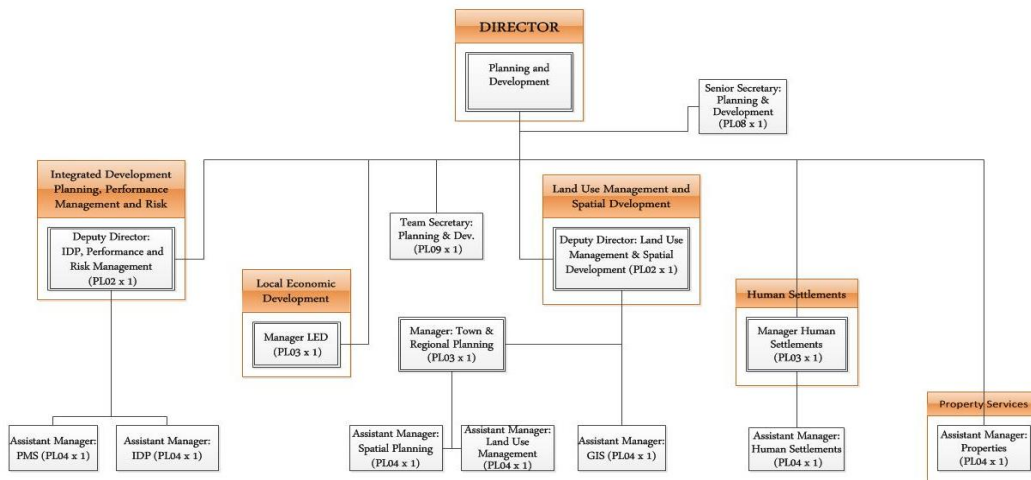 DIRECTOR
Planning and
Development
Senior Secretary:
Planning &
Development
(PL08 x 1)
Integrated Development
Planning, Performance
Management and Risk
Deputy Director:
IDP, Performance and
Risk Management
(PL02 x 1)
Team Secretary:
Planning & Dev.
(PL09 x 1)
Land Use Management and
Spatial Dvelopment
Deputy Director: Land Use
Management & Spatial
Development (PL02 x 1)
Local Economic
Development
Manager LED
(PL03 x 1)
Manager: Town &
Regional Planning
(PL03 x 1)
Human Settlements
Manager Human
Settlements
(PL03 x 1)
Property Services
Assistant Manager:
PMS (PL04 x 1)
Assistant Manager:
IDP (PL04 x 1)
Assistant Manager:
Spatial Planning
(PL04 x 1)
Assistant Manager:
Land Use
Management
(PL04 x 1)
Assistant Manager:
GIS (PL04 x 1)
Assistant Manager:
Human Settlements
(PL04 x 1)
Assistant Manager:
Properties
(PL04 x 1)